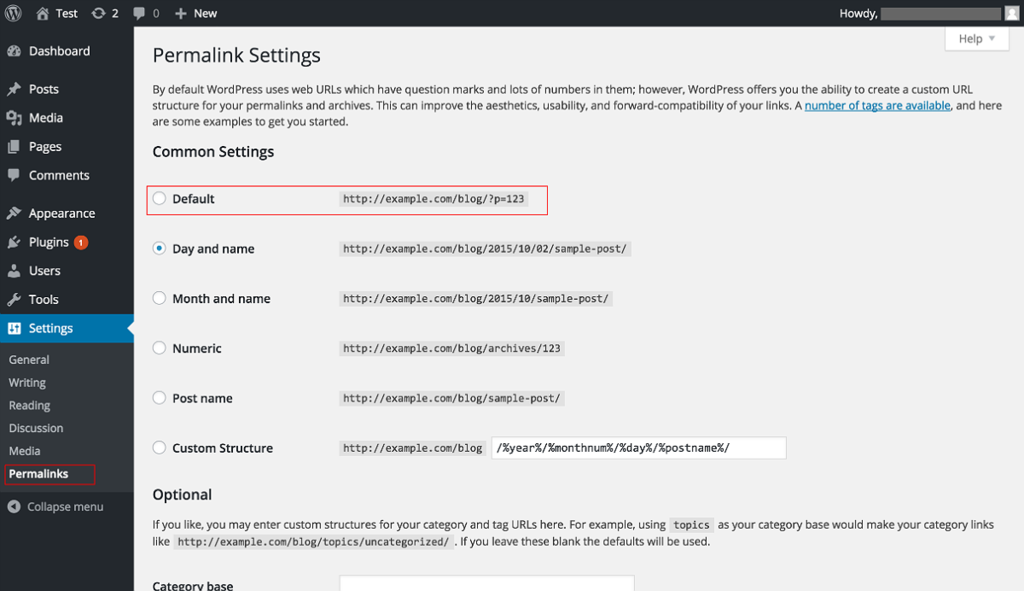 Test 2 0 New Howdy,
Help
Dashboard
Posts
Media
Pages
Comments
Appearance
Plugins 1
Users
Tools
Settings
General
Writing
Reading
Discussion
Media
Permalinks
Collapse menu
Permalink Settings
By default WordPress uses web URLs which have question marks and lots of numbers in them; however, WordPress offers you the ability to create a custom URL
structure for your permalinks and archives. This can improve the aesthetics, usability, and forward-compatibility of your links. A number of tags are available, and here
are some examples to get you started.
Common Settings
Default http://example.com/blog/?p=123
Day and name http://example.com/blog/2015/10/02/sample-post/
Month and name http://example.com/blog/2015/10/sample-post/
Numeric http://example.com/blog/archives/123
Post name http://example.com/blog/sample-post/
Custom Structure http://example.com/blog /%year%/%monthnum%/%day%/%postname%/
Optional
If you like, you may enter custom structures for your category and tag URLs here. For example, using topics as your category base would make your category links
like http://example.com/blog/topics/uncategorized/ . If you leave these blank the defaults will be used.
Category base